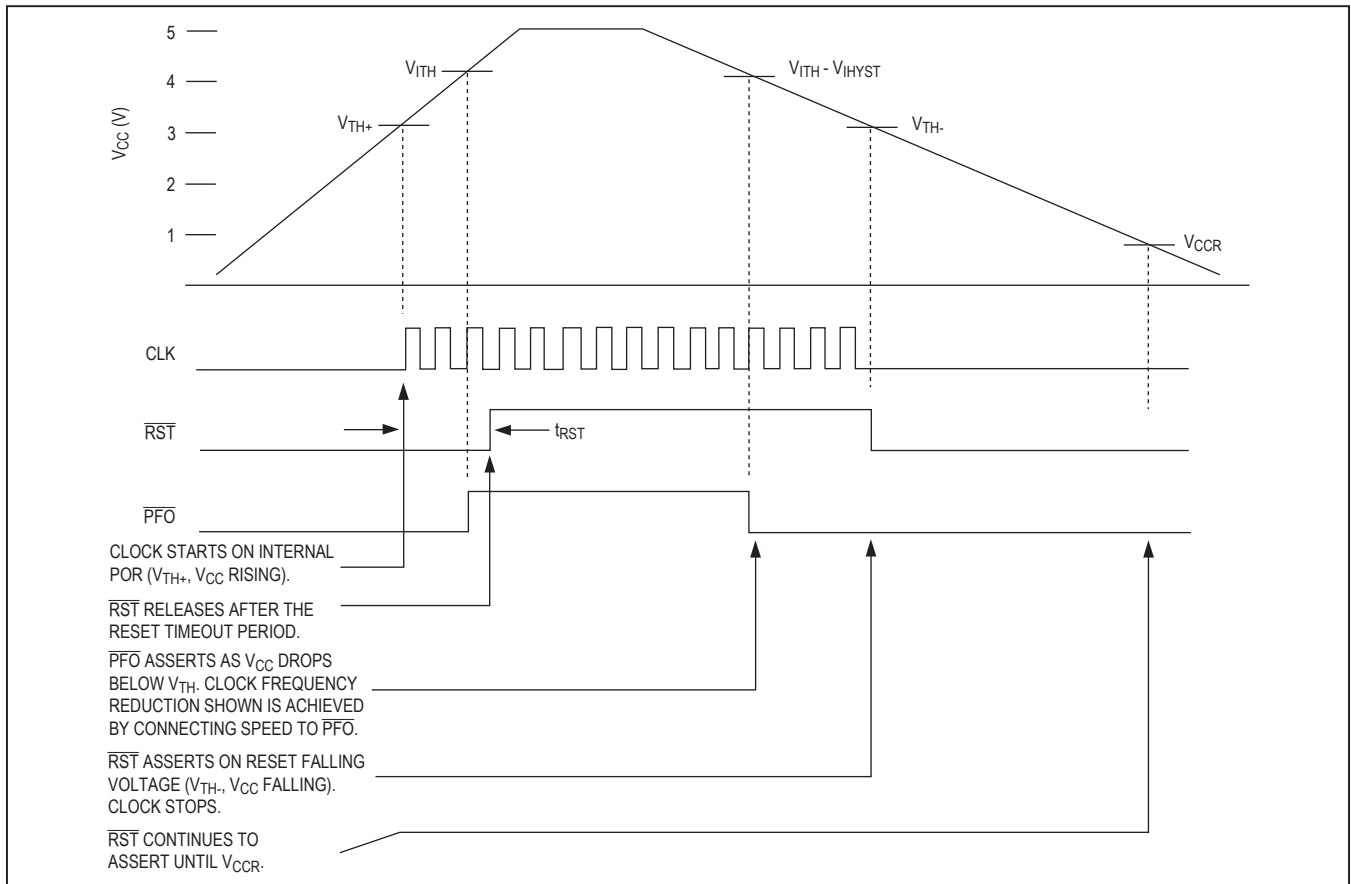 5
4
3
2
1
VCC (V)
VITH
VTH+
VITH - VIHYST
VTH-
VCCR
CLK
RST
tRST
PFO
CLOCK STARTS ON INTERNAL
POR (VTH+, VCC RISING).
RST RELEASES AFTER THE
RESET TIMEOUT PERIOD.
PFO ASSERTS AS VCC DROPS
BELOW VTH. CLOCK FREQUENCY
REDUCTION SHOWN IS ACHIEVED
BY CONNECTING SPEED TO PFO.
RST ASSERTS ON RESET FALLING
VOLTAGE (VTH-, VCC FALLING).
CLOCK STOPS.
RST CONTINUES TO
ASSERT UNTIL VCCR.